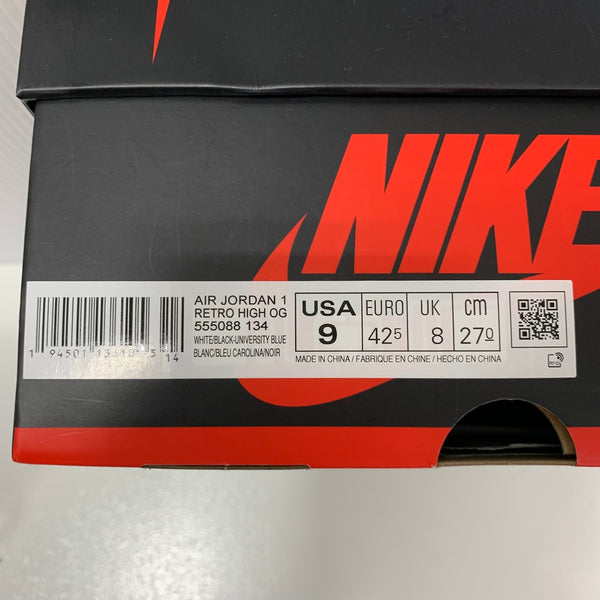 NIKE
AIR JORDAN 1
RETRO HIGH OG
555088 134
WHITE/BLACK-UNIVERSITY BLUE
BLANC/BLEU CAROLINA/NOIR
USA EURO UK cm
9 42.5 8 27.0
MADE IN CHINA / FABRIQUE EN CHINE / HECHO EN CHINA
RFID